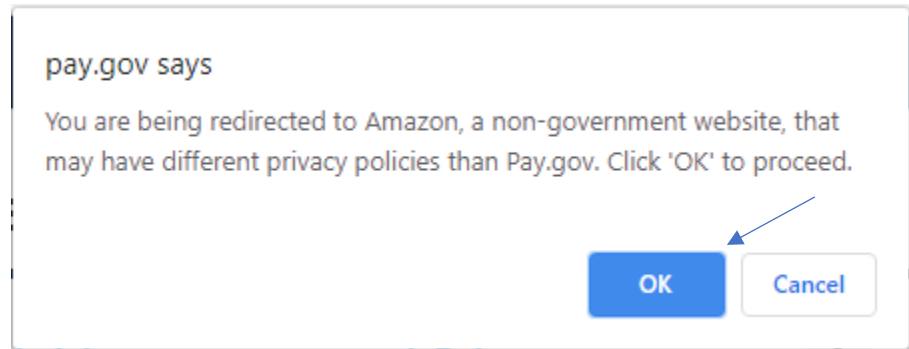 pay.gov says
You are being redirected to Amazon, a non-government website, that
may have different privacy policies than Pay.gov. Click 'OK' to proceed.
OK Cancel